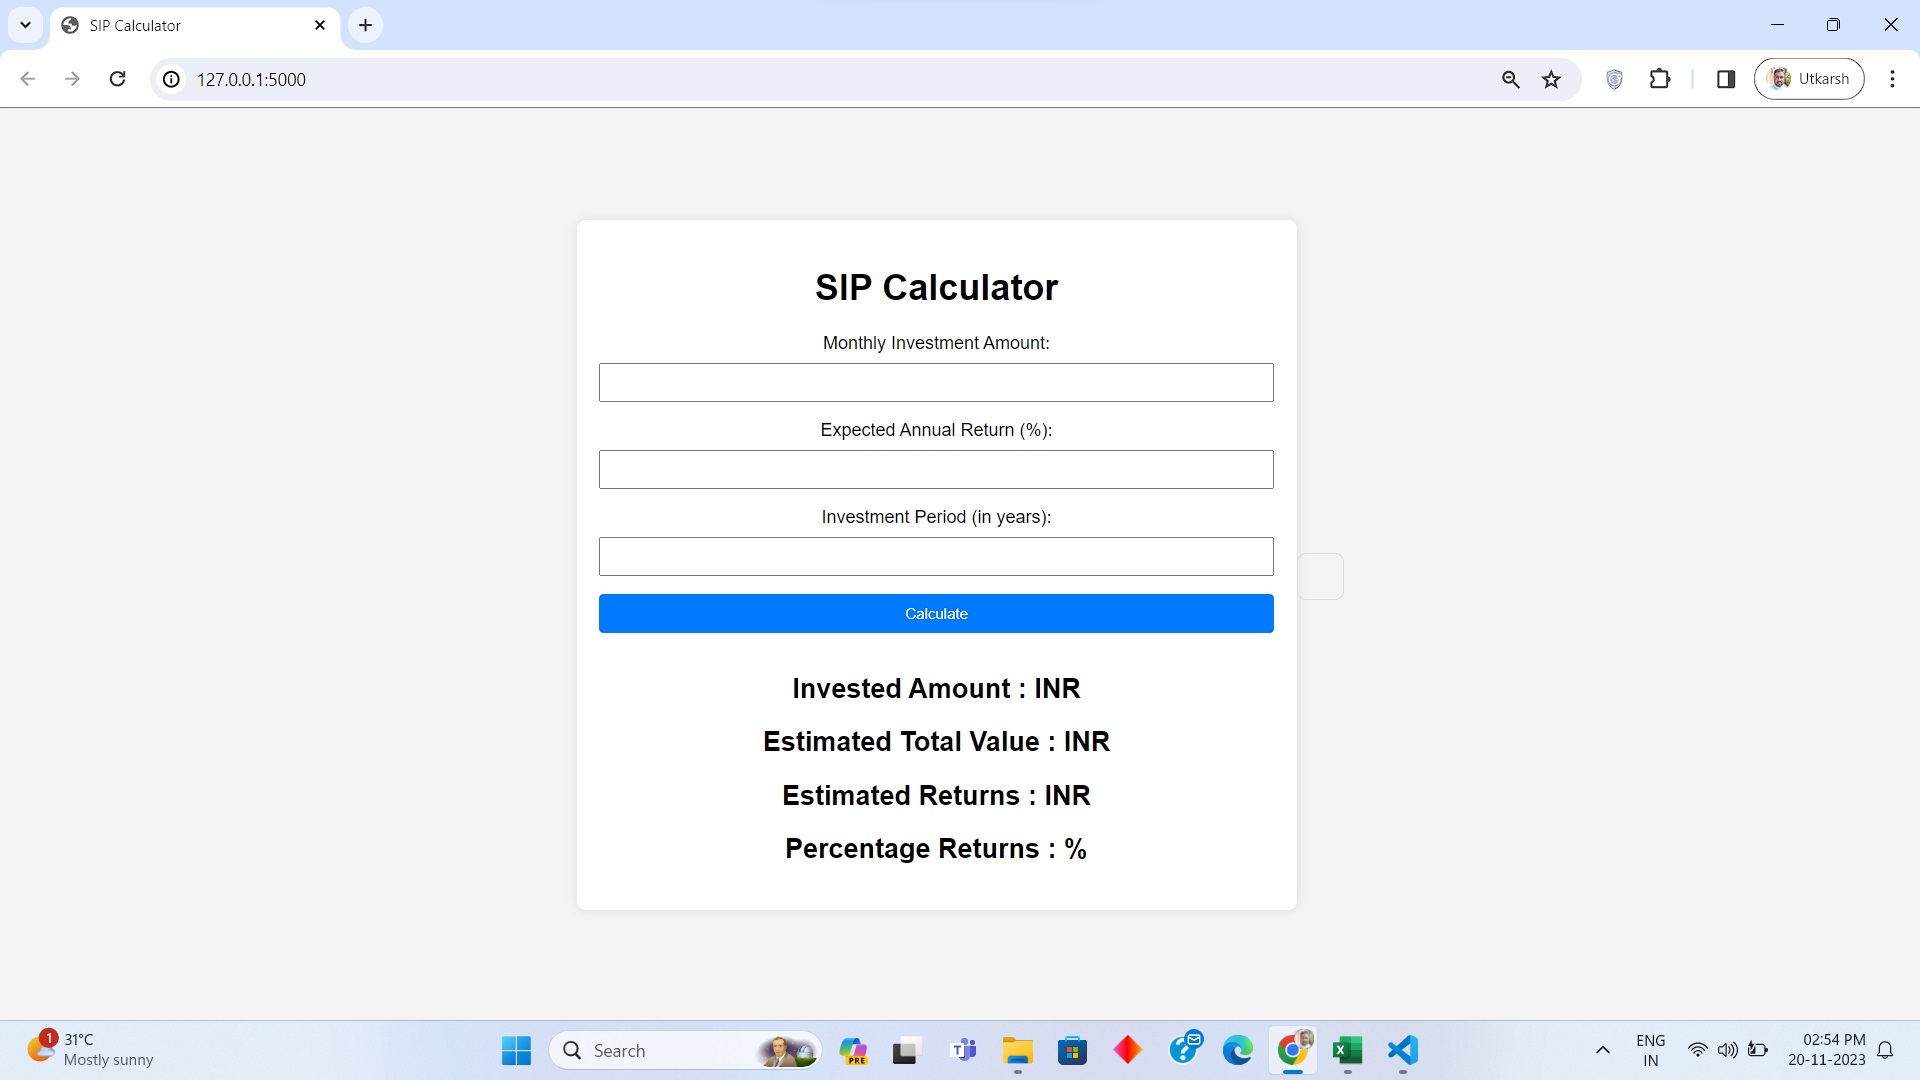 SIP Calculator
127.0.0.1:5000
Utkarsh
SIP Calculator
Monthly Investment Amount:
Expected Annual Return (%):
Investment Period (in years):
Calculate
Invested Amount : INR
Estimated Total Value : INR
Estimated Returns : INR
Percentage Returns : %
1
31°C
Mostly sunny
Search
PRE
ENG
IN
02:54 PM
20-11-2023